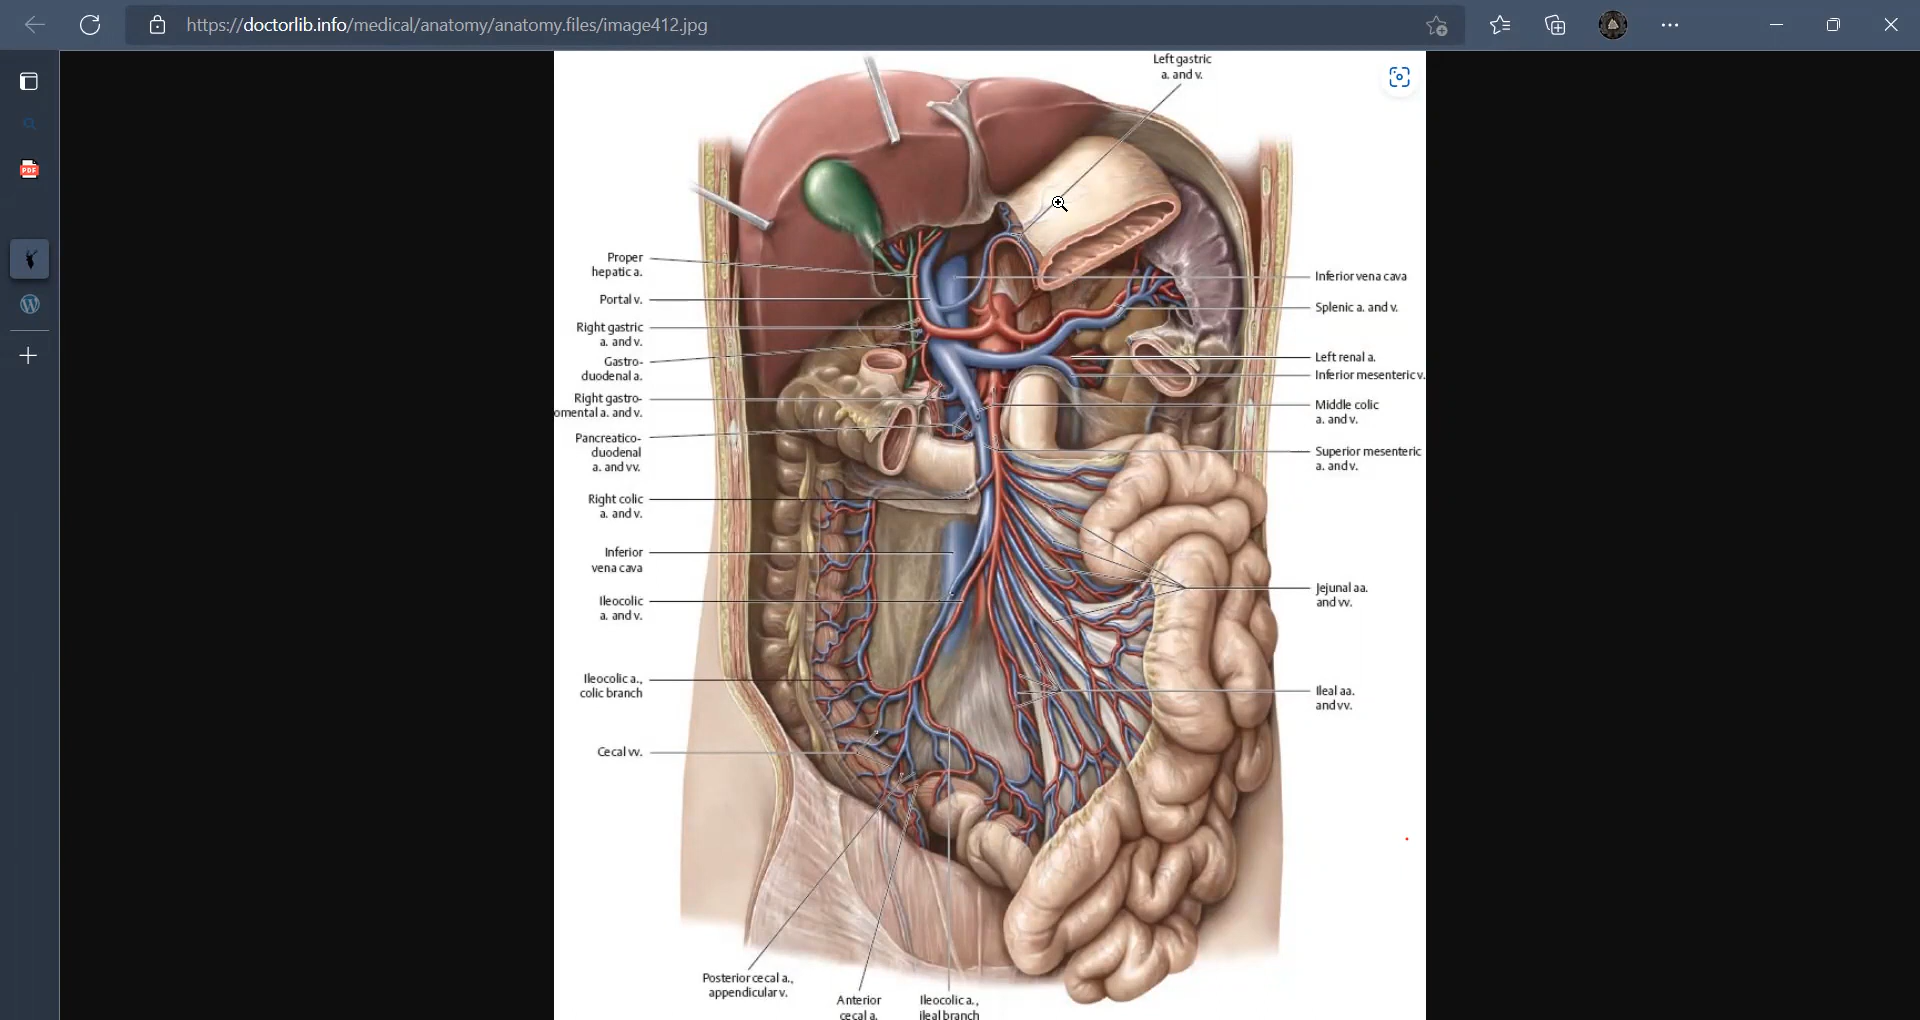 https://doctorlib.info/medical/anatomy/anatomy.files/image412.jpg
PDF
Left gastric
a. and v.
Proper
hepatic a.
Portal v.
Right gastric
a. and v.
Gastro-
duodenal a.
Right gastro-
omental a. and v.
Pancreatico-
duodenal
a. and vv.
Right colic
a. and v.
Inferior
vena cava
Ileocolic
a. and v.
Ileocolic a.,
colic branch
Cecal vv.
Inferior vena cava
Splenic a. and v.
Left renal a.
Inferior mesenteric v.
Middle colic
a. and v.
Superior mesenteric
a. and v.
Jejunal aa.
and vv.
Ileal aa.
and vv.
Posterior cecal a.,
appendicular v.
Anterior
cecal a.
Ileocolic a.,
ileal branch